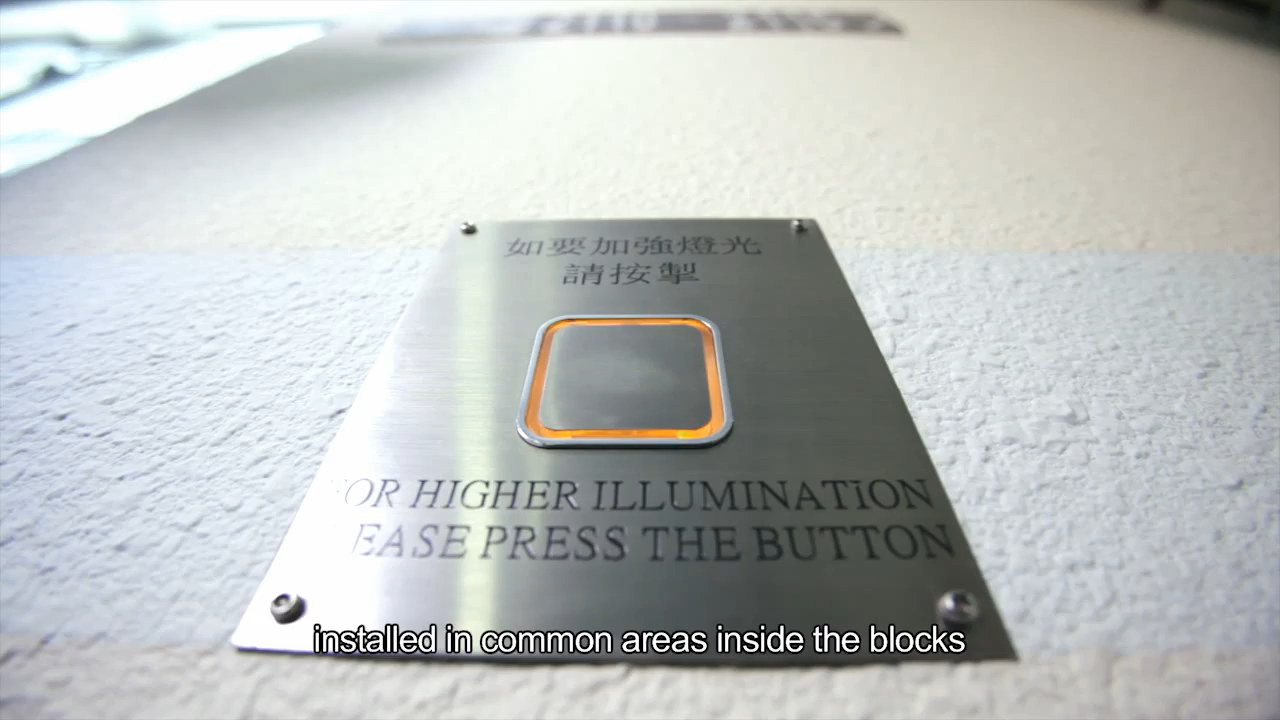 如要加強燈光
請按掣
FOR HIGHER ILLUMINATION
EASE PRESS THE BUTTON
installed in common areas inside the blocks